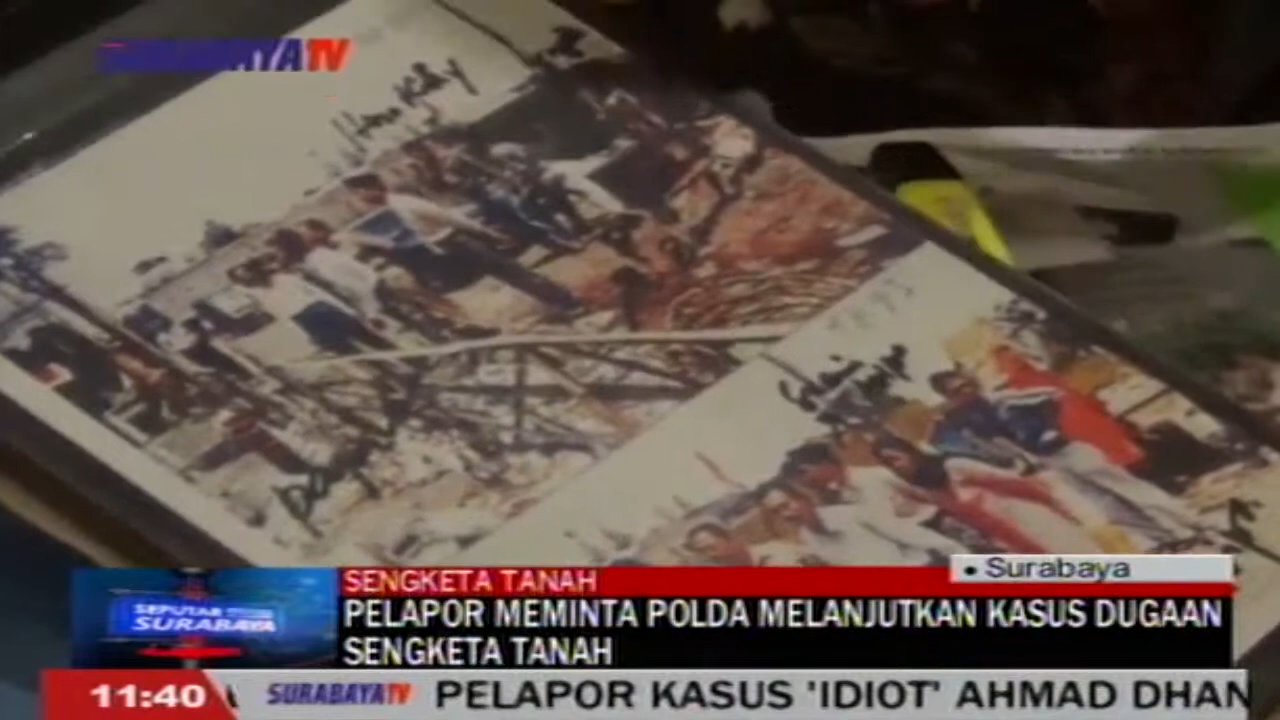 SURABAYATV
SENGKETA TANAH
• Surabaya
SEPUTAR
SURABAYA
PELAPOR MEMINTA POLDA MELANJUTKAN KASUS DUGAAN
SENGKETA TANAH
11:40
SURABAYATV
PELAPOR KASUS 'IDIOT' AHMAD DHAN